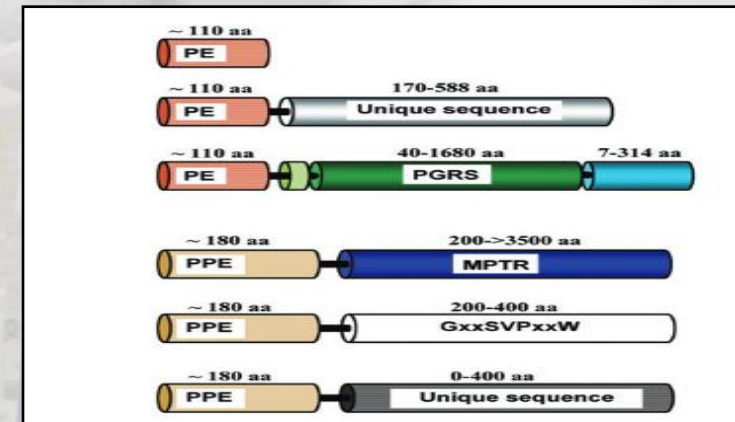 ~ 110 aa
PE
~ 110 aa 170-588 aa
PE Unique sequence
~ 110 aa 40-1680 aa 7-314 aa
PE PGRS
~ 180 aa 200->3500 aa
PPE MPTR
~ 180 aa 200-400 aa
PPE GxxSVPxxW
~ 180 aa 0-400 aa
PPE Unique sequence